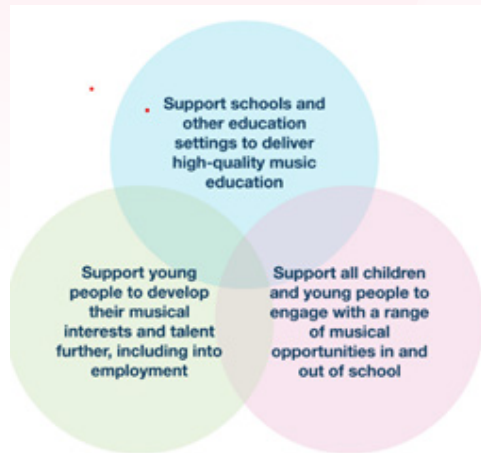 Support schools and
other education
settings to deliver
high-quality music
education
Support young
people to develop
their musical
interests and talent
further, including into
employment
Support all children
and young people to
engage with a range
of musical
opportunities in and
out of school